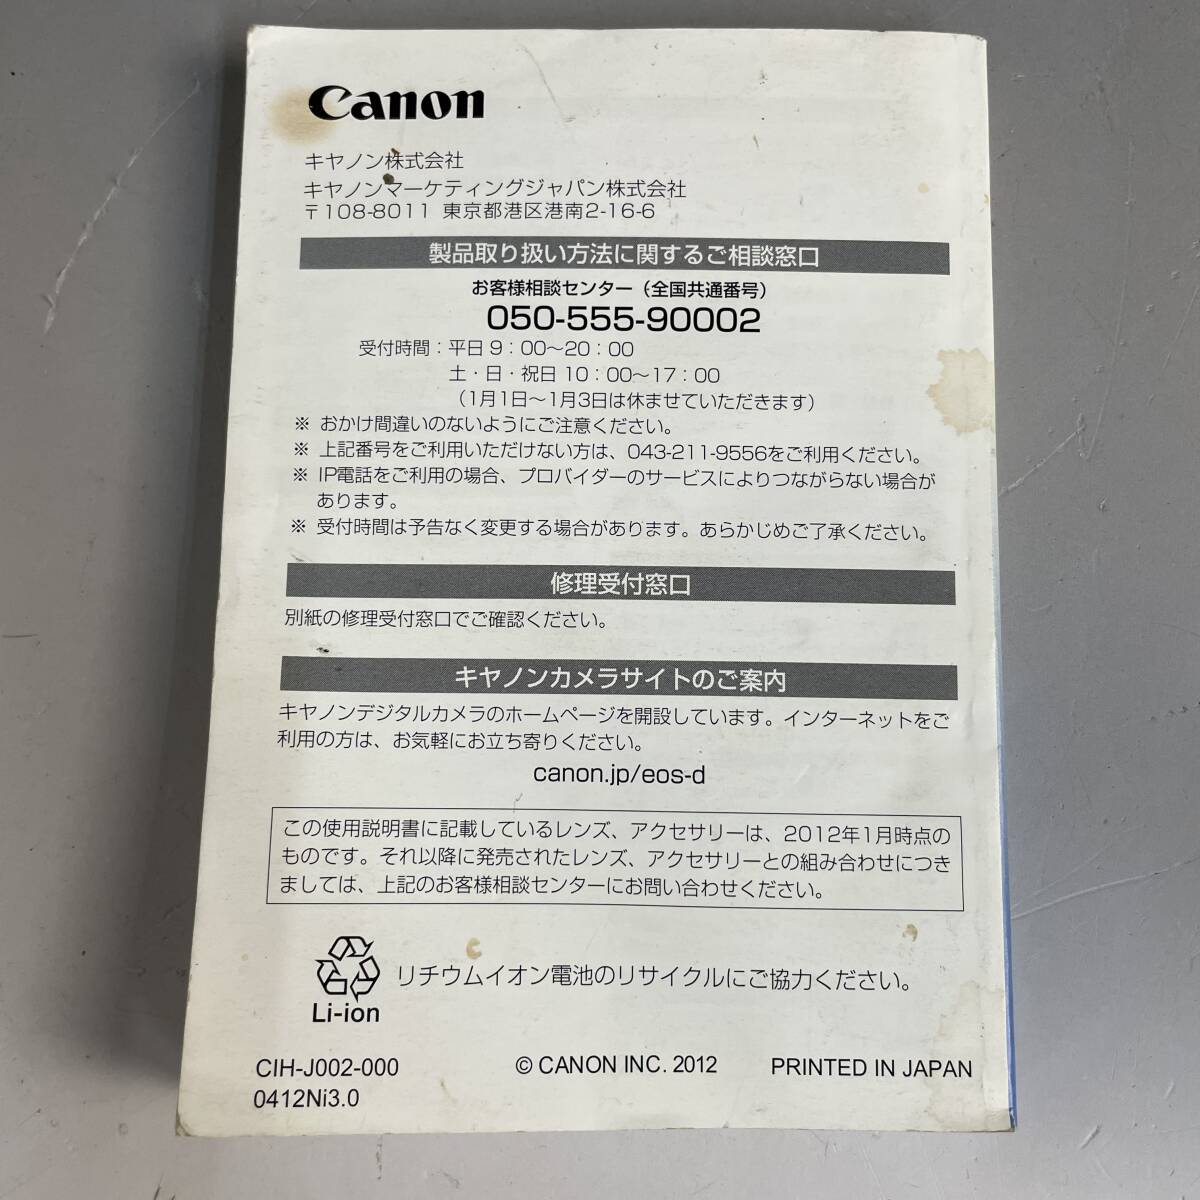 Canon
キヤノン株式会社
キヤノンマーケティングジャパン株式会社
〒108-8011 東京都港区港南2-16-6
製品取り扱い方法に関するご相談窓口
お客様相談センター（全国共通番号）
050-555-90002
受付時間：平日 9：00～20：00
土・日・祝日 10：00～17：00
（1月1日～1月3日は休ませていただきます）
※ おかけ間違いのないようにご注意ください。
※ 上記番号をご利用いただけない方は、043-211-9556をご利用ください。
※ IP電話をご利用の場合、プロバイダーのサービスによりつながらない場合が
あります。
※ 受付時間は予告なく変更する場合があります。あらかじめご了承ください。
修理受付窓口
別紙の修理受付窓口でご確認ください。
キヤノンカメラサイトのご案内
キヤノンデジタルカメラのホームページを開設しています。インターネットをご
利用の方は、お気軽にお立ち寄りください。
canon.jp/eos-d
この使用説明書に記載しているレンズ、アクセサリーは、2012年1月時点の
ものです。それ以降に発売されたレンズ、アクセサリーとの組み合わせにつき
ましては、上記のお客様相談センターにお問い合わせください。
リチウムイオン電池のリサイクルにご協力ください。
Li-ion
CIH-J002-000 © CANON INC. 2012 PRINTED IN JAPAN
0412Ni3.0